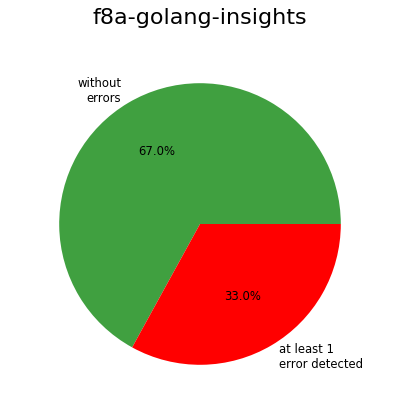 f8a-golang-insights
without
errors
67.0%
33.0%
at least 1
error detected